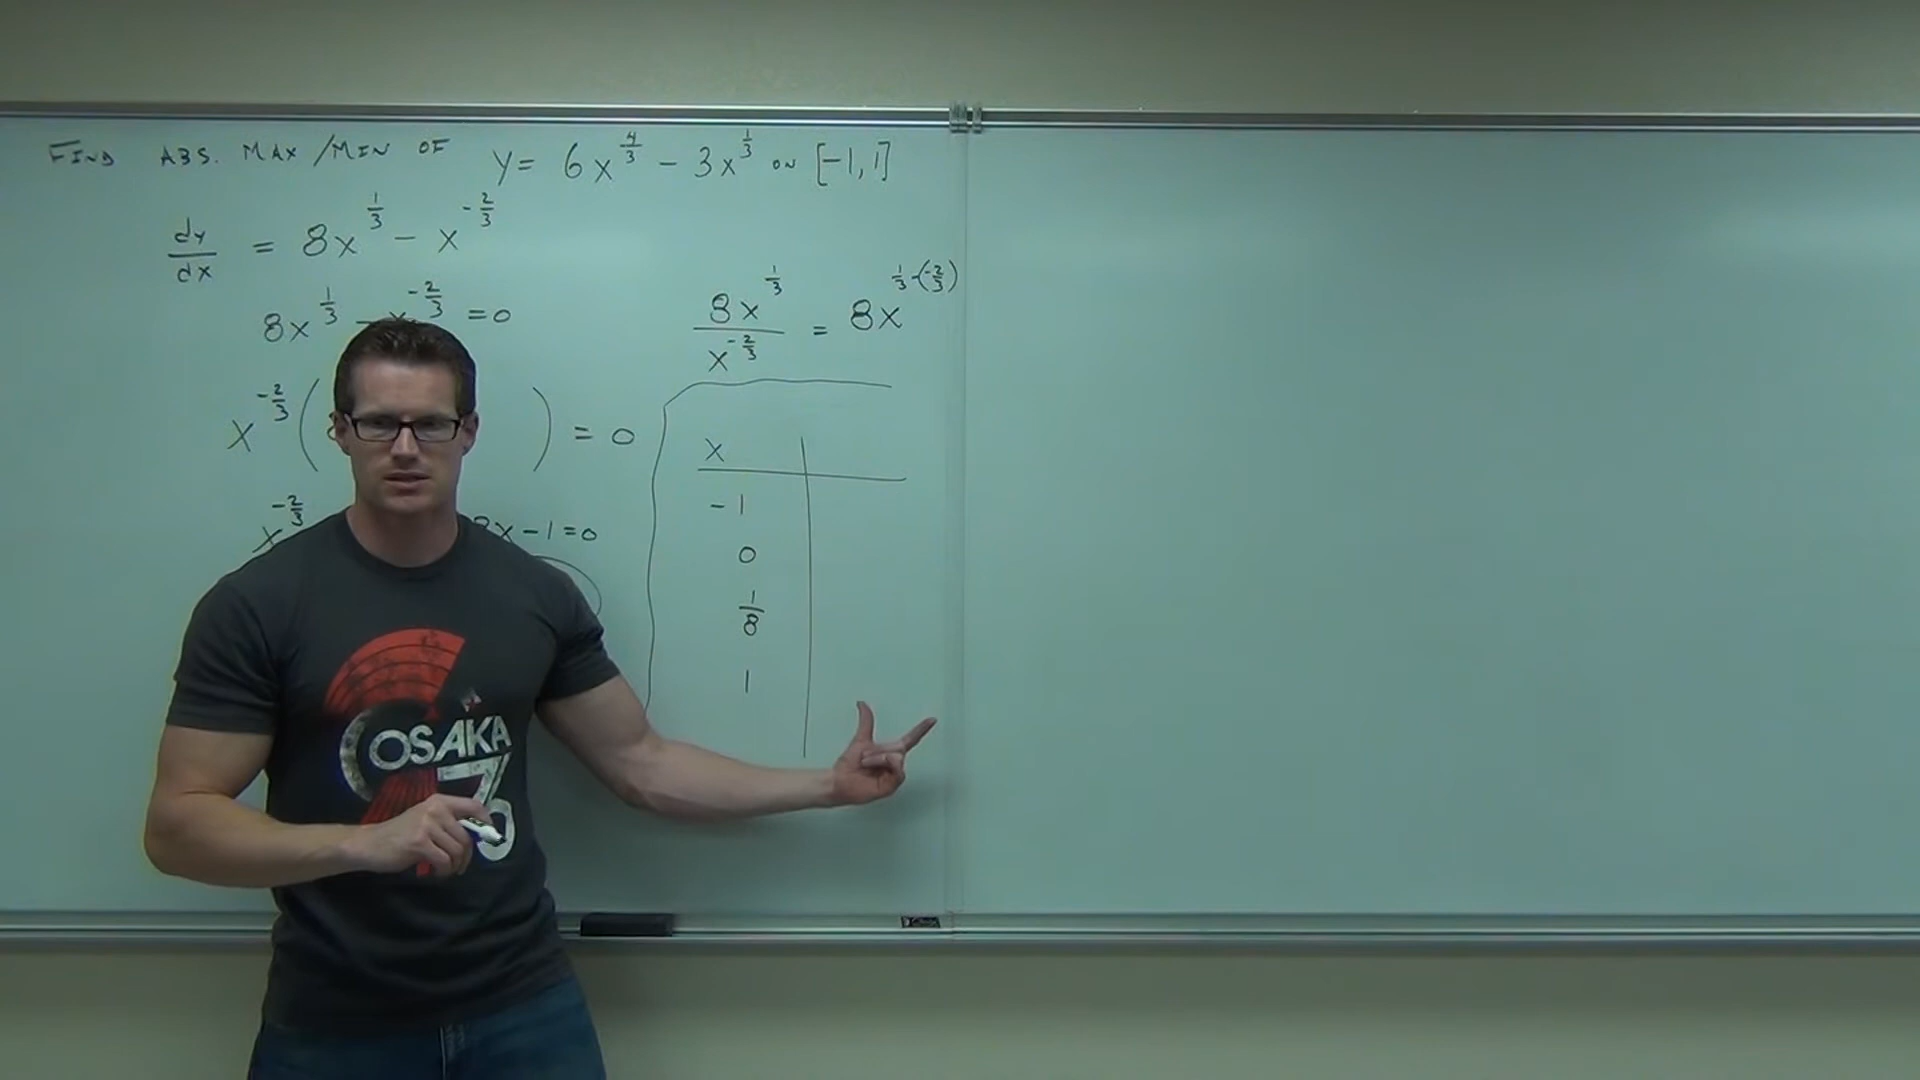 FIND ABS. MAX/MIN OF y = 6x^(4/3) - 3x^(1/3) ON [-1,1]
dy/dx = 8x^(1/3) - x^(-2/3)
8x^(1/3) - x^(-2/3) = 0
x^(-2/3) ( ) = 0
x^(-2/3) 8x - 1 = 0
8x^(1/3) / x^(-2/3) = 8x^(1/3-(-2/3))
x
-1
0
1/8
1
OSAKA
76